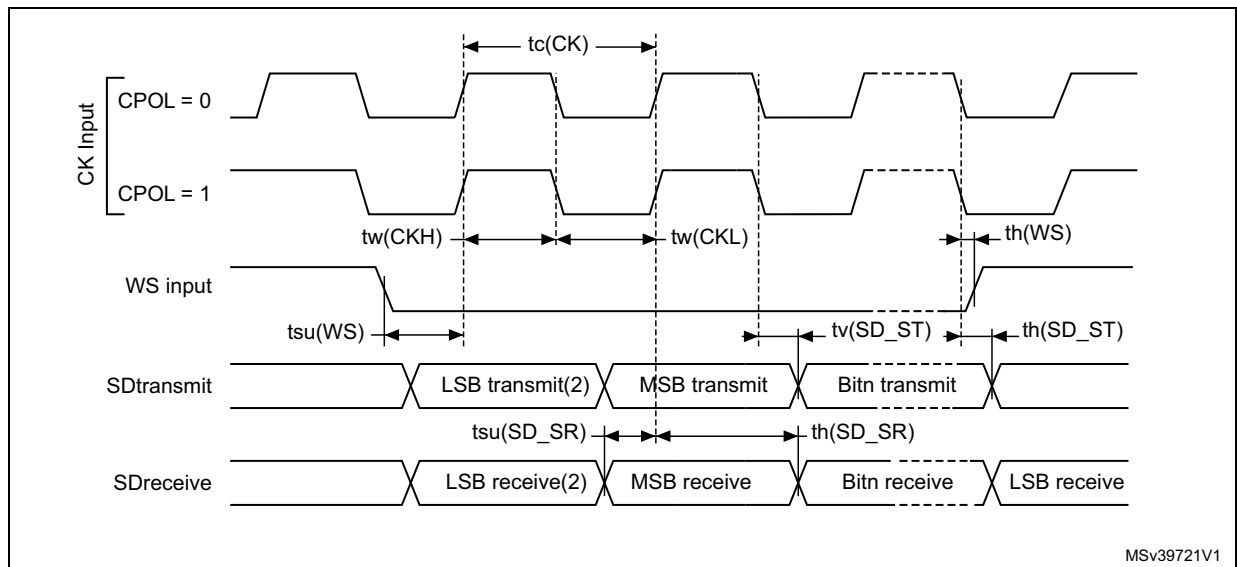 tc(CK)
CK Input
CPOL = 0
CPOL = 1
tw(CKH)
tw(CKL)
th(WS)
WS input
tsu(WS)
tv(SD_ST)
th(SD_ST)
SDtransmit
LSB transmit(2)
MSB transmit
Bitn transmit
tsu(SD_SR)
th(SD_SR)
SDreceive
LSB receive(2)
MSB receive
Bitn receive
LSB receive
MSv39721V1